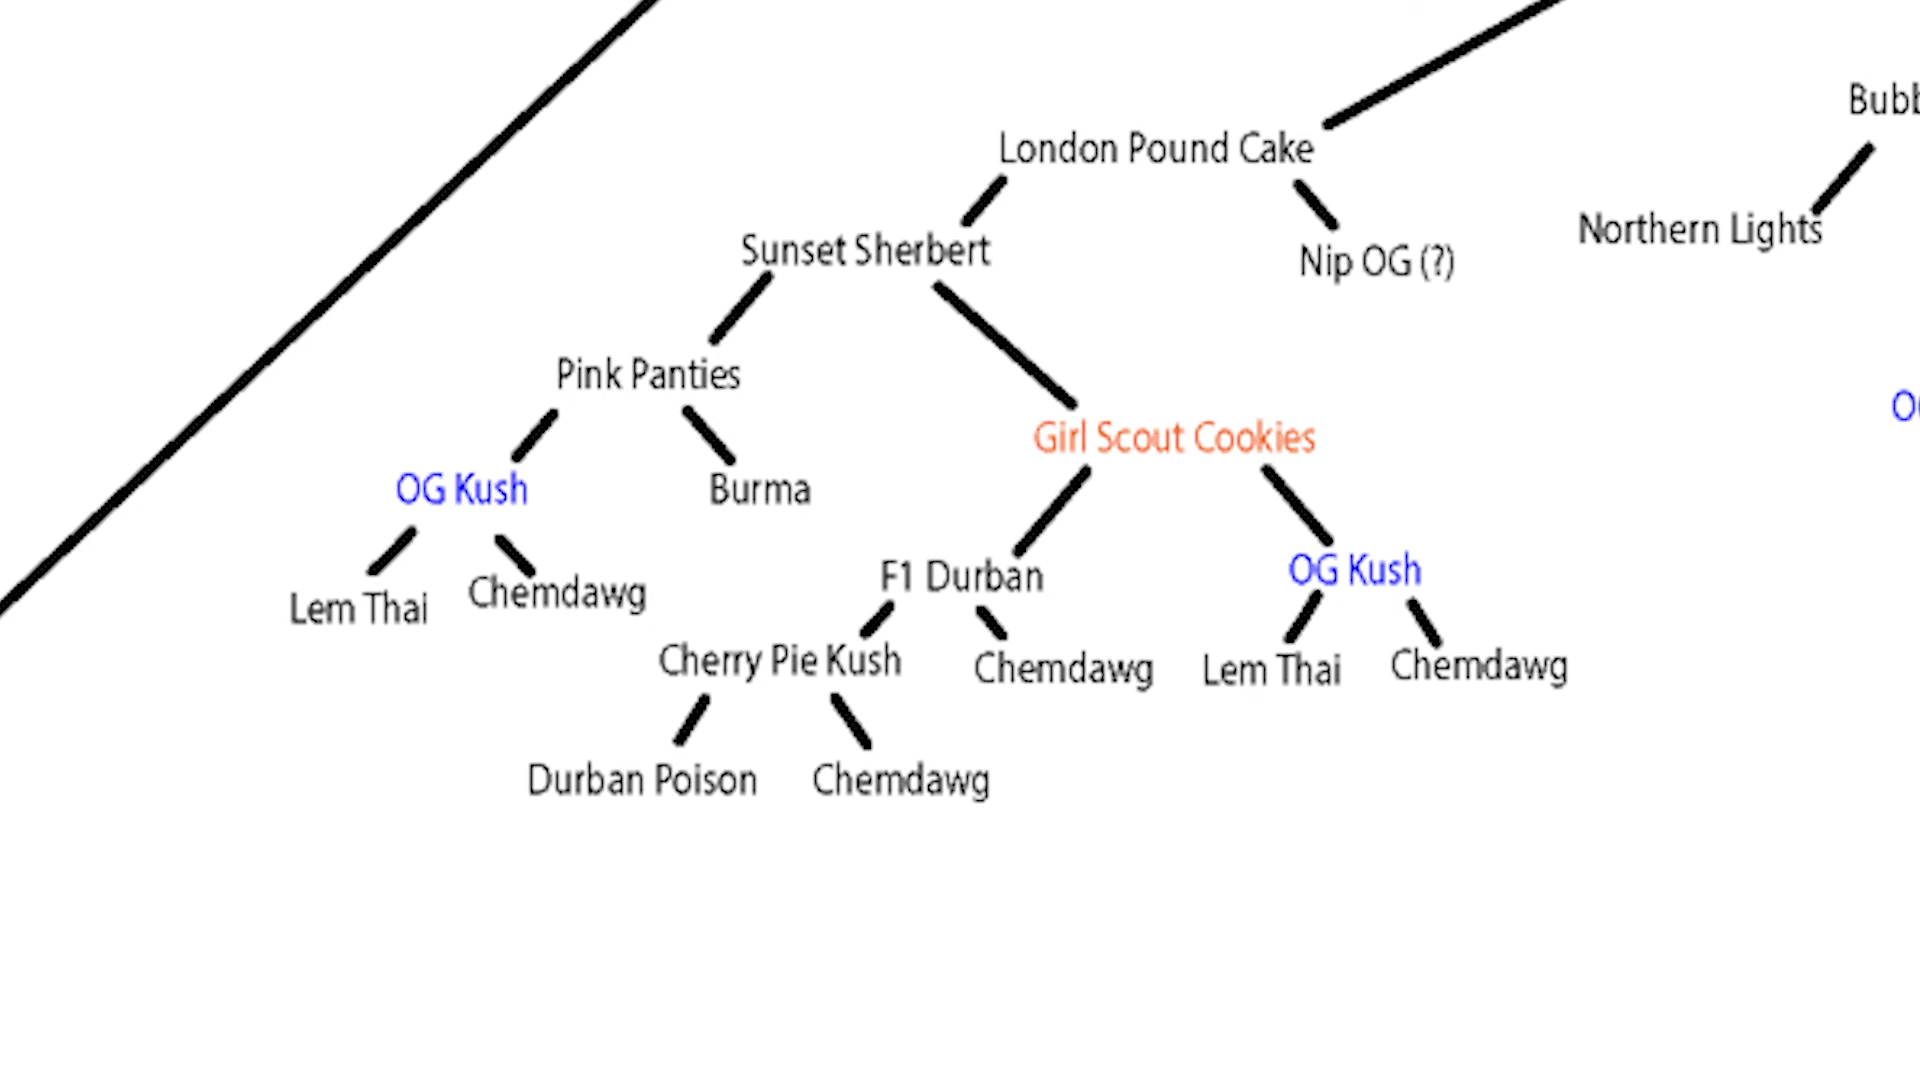 Bubb
London Pound Cake
Northern Lights
Sunset Sherbert
Nip OG (?)
Pink Panties
Girl Scout Cookies
OG Kush
Burma
F1 Durban
OG Kush
Lem Thai
Chemdawg
Cherry Pie Kush
Chemdawg
Lem Thai
Chemdawg
Durban Poison
Chemdawg